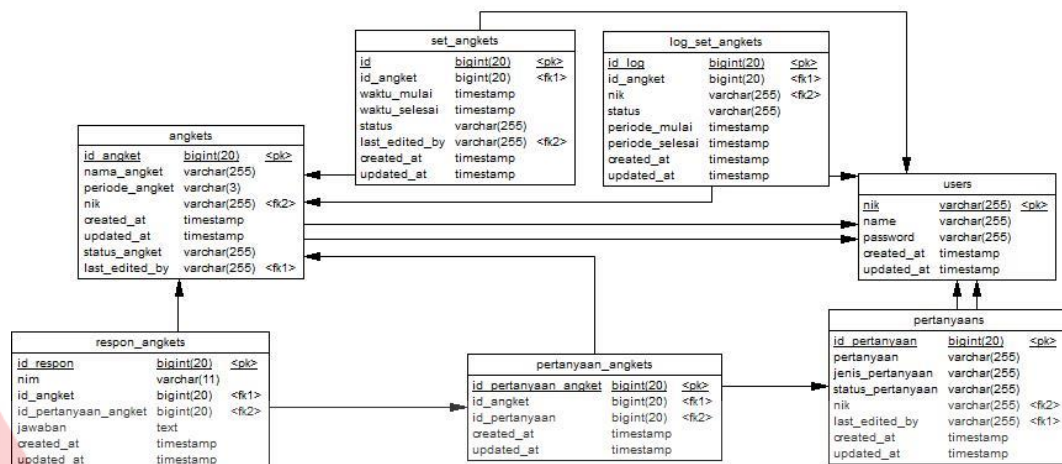 set_angkets
id bigint(20) <pk>
id_angket bigint(20) <fk1>
waktu_mulai timestamp
waktu_selesai timestamp
status varchar(255)
last_edited_by varchar(255) <fk2>
created_at timestamp
updated_at timestamp
log_set_angkets
id_log bigint(20) <pk>
id_angket bigint(20) <fk1>
nik varchar(255) <fk2>
status varchar(255)
periode_mulai timestamp
periode_selesai timestamp
created_at timestamp
updated_at timestamp
angkets
id_angket bigint(20) <pk>
nama_angket varchar(255)
periode_angket varchar(3)
nik varchar(255) <fk2>
created_at timestamp
updated_at timestamp
status_angket varchar(255)
last_edited_by varchar(255) <fk1>
users
nik varchar(255) <pk>
name varchar(255)
password varchar(255)
created_at timestamp
updated_at timestamp
respon_angkets
id_respon bigint(20) <pk>
nim varchar(11)
id_angket bigint(20) <fk1>
id_pertanyaan_angket bigint(20) <fk2>
jawaban text
created_at timestamp
updated_at timestamp
pertanyaan_angkets
id_pertanyaan_angket bigint(20) <pk>
id_angket bigint(20) <fk1>
id_pertanyaan bigint(20) <fk2>
created_at timestamp
updated_at timestamp
pertanyaans
id_pertanyaan bigint(20) <pk>
pertanyaan varchar(255)
jenis_pertanyaan varchar(255)
status_pertanyaan varchar(255)
nik varchar(255) <fk2>
last_edited_by varchar(255) <fk1>
created_at timestamp
updated_at timestamp